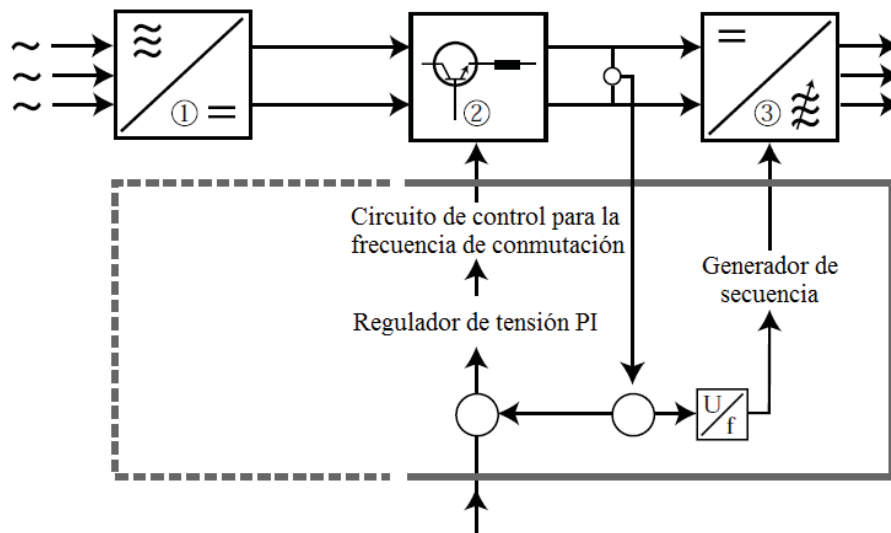 ①
②
③
Circuito de control para la
frecuencia de conmutación
Generador de
secuencia
Regulador de tensión PI
U
f